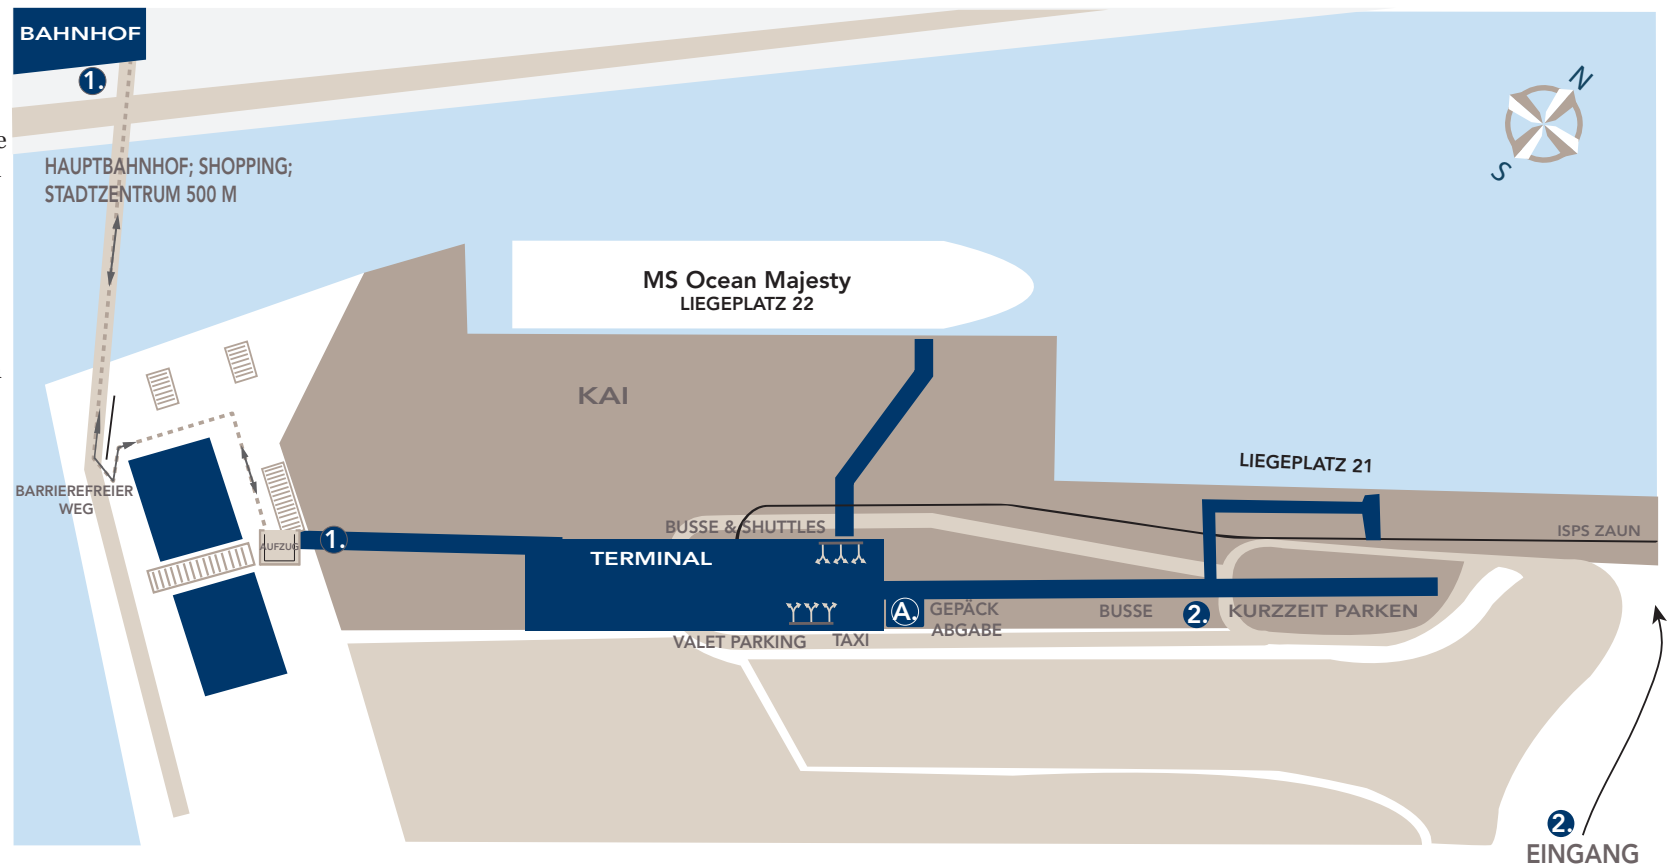 BAHNHOF
1.
N
S
HAUPTBAHNHOF; SHOPPING;
STADTZENTRUM 500 M
MS Ocean Majesty
LIEGEPLATZ 22
KAI
LIEGEPLATZ 21
BARRIEREFREIER
WEG
AUFZUG
1.
BUSSE & SHUTTLES
ISPS ZAUN
TERMINAL
A.
GEPÄCK
ABGABE
BUSSE
2.
KURZZEIT PARKEN
VALET PARKING
TAXI
2.
EINGANG